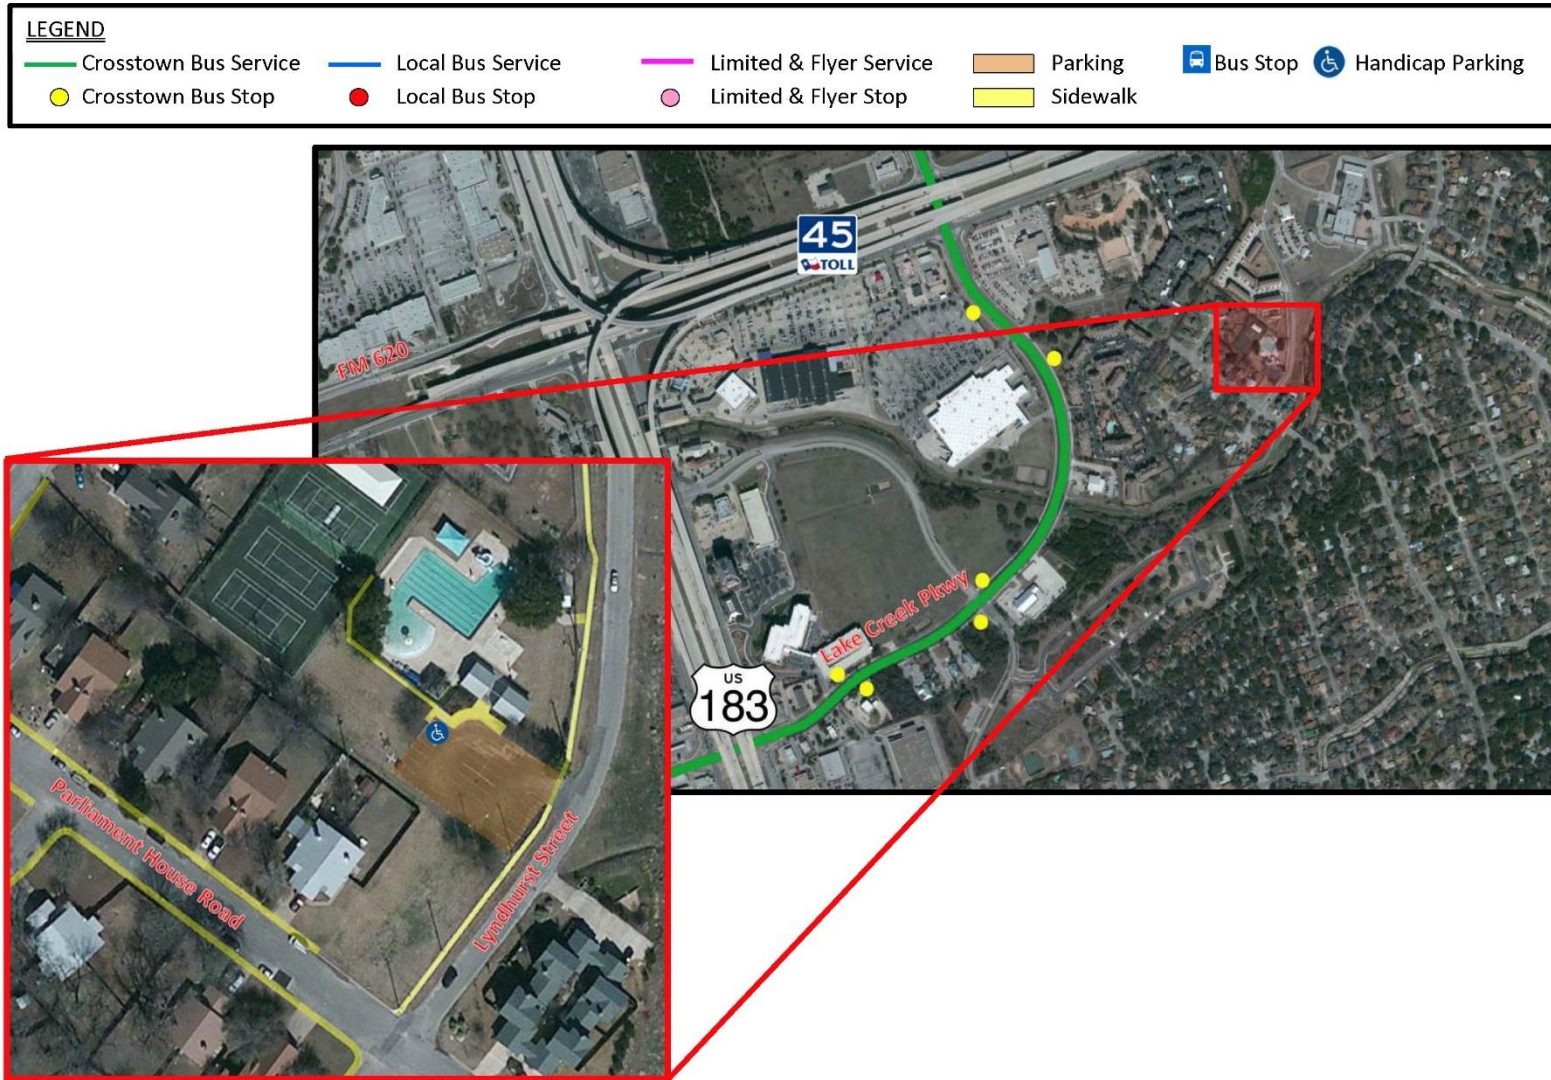 LEGEND
Crosstown Bus Service
Local Bus Service
Limited & Flyer Service
Parking
Bus Stop
Handicap Parking
Crosstown Bus Stop
Local Bus Stop
Limited & Flyer Stop
Sidewalk
45
TOLL
FM 620
Lake Creek Pkwy
US
183
Parliament House Road
Lyndhurst Street